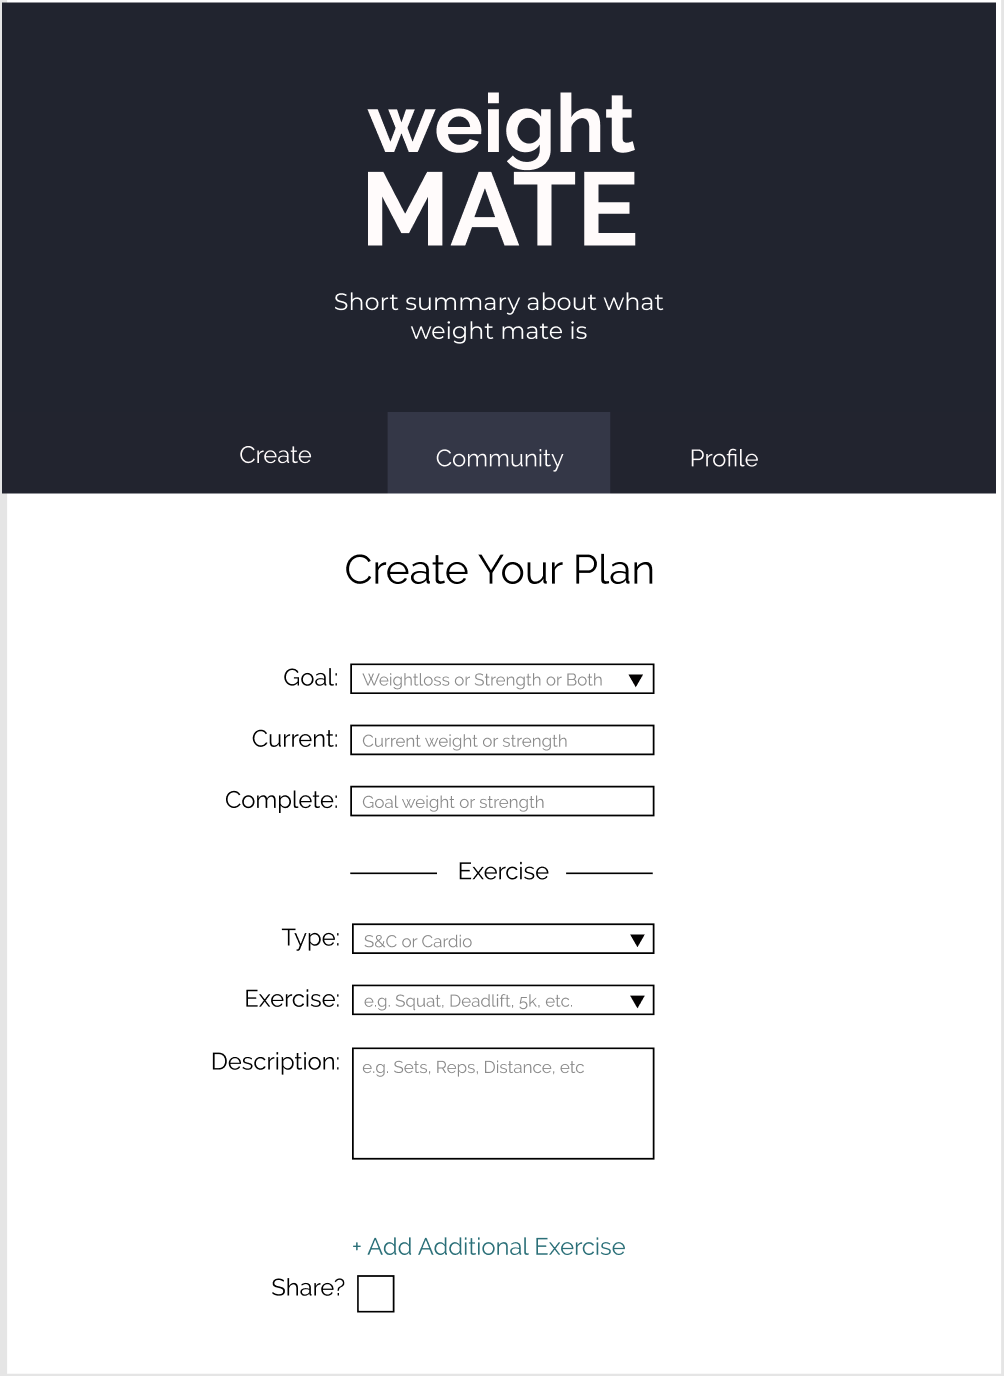 weight
MATE
Short summary about what
weight mate is
Create Community Profile
Create Your Plan
Goal: Weightloss or Strength or Both
Current: Current weight or strength
Complete: Goal weight or strength
Exercise
Type: S&C or Cardio
Exercise: e.g. Squat, Deadlift, 5k, etc.
Description: e.g. Sets, Reps, Distance, etc
+ Add Additional Exercise
Share?